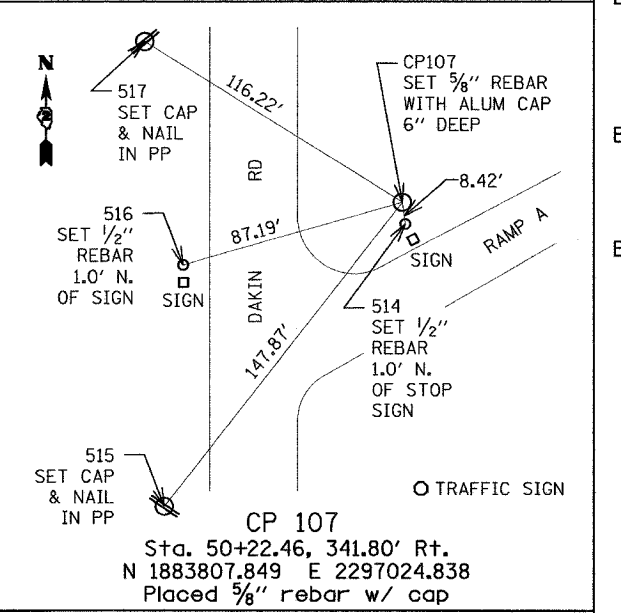 N
517
SET CAP
& NAIL
IN PP
116.22'
CP107
SET 5/8" REBAR
WITH ALUM CAP
6" DEEP
RD
8.42'
516
SET 1/2"
REBAR
1.0' N.
OF SIGN
SIGN
87.19'
SIGN
RAMP A
DAKIN
514
SET 1/2"
REBAR
1.0' N.
OF STOP
SIGN
147.87'
515
SET CAP
& NAIL
IN PP
TRAFFIC SIGN
CP 107
Sta. 50+22.46, 341.80' Rt.
N 1883807.849 E 2297024.838
Placed 5/8" rebar w/ cap